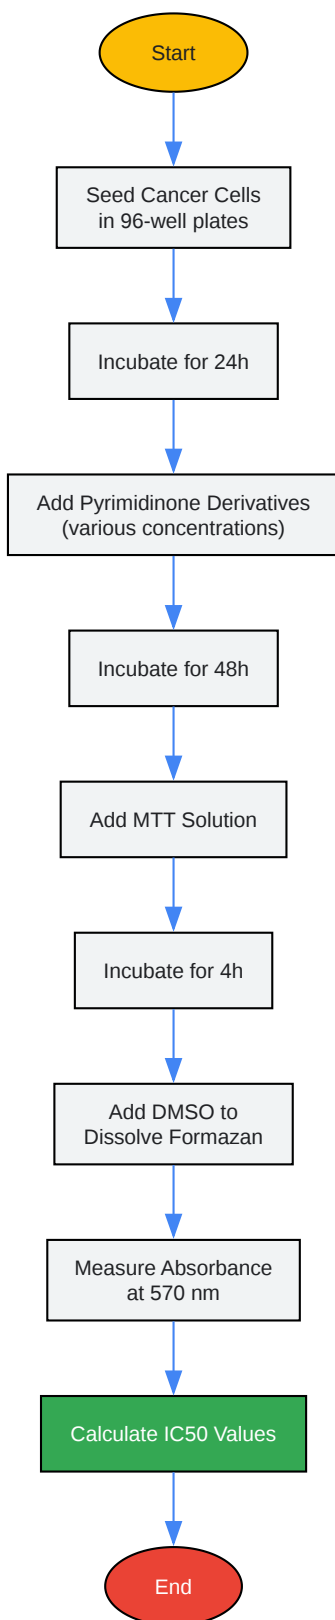 Start
Seed Cancer Cells
in 96-well plates
Incubate for 24h
Add Pyrimidinone Derivatives
(various concentrations)
Incubate for 48h
Add MTT Solution
Incubate for 4h
Add DMSO to
Dissolve Formazan
Measure Absorbance
at 570 nm
Calculate IC50 Values
End